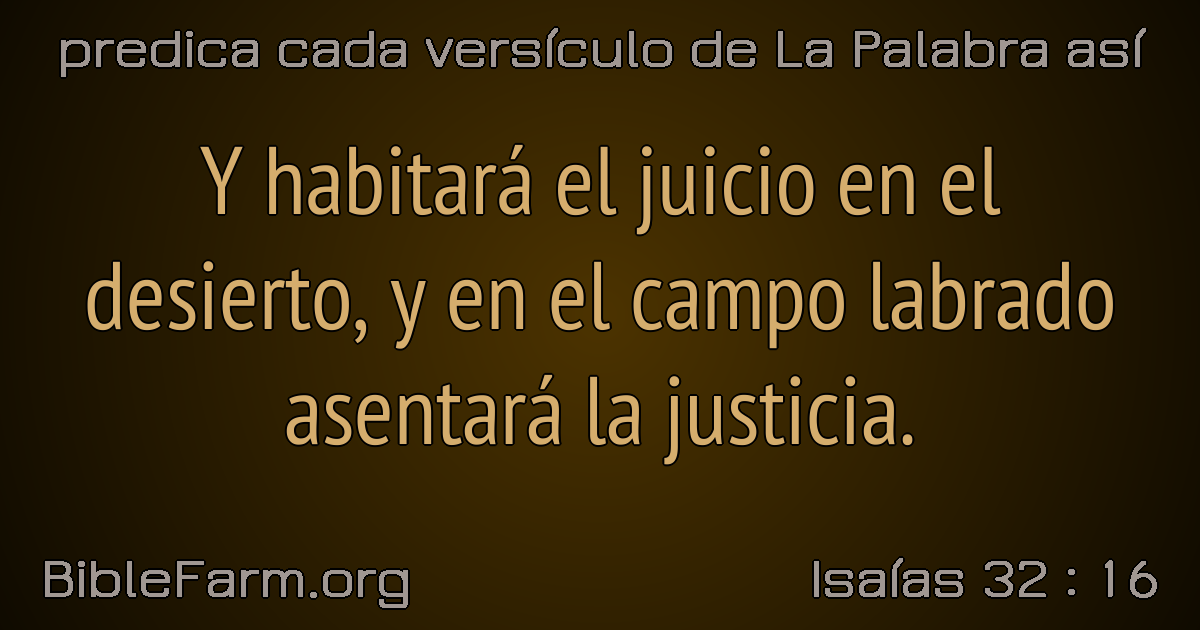 predica cada versículo de La Palabra así
Y habitará el juicio en el
desierto, y en el campo labrado
asentará la justicia.
BibleFarm.org
Isaías 32 : 16